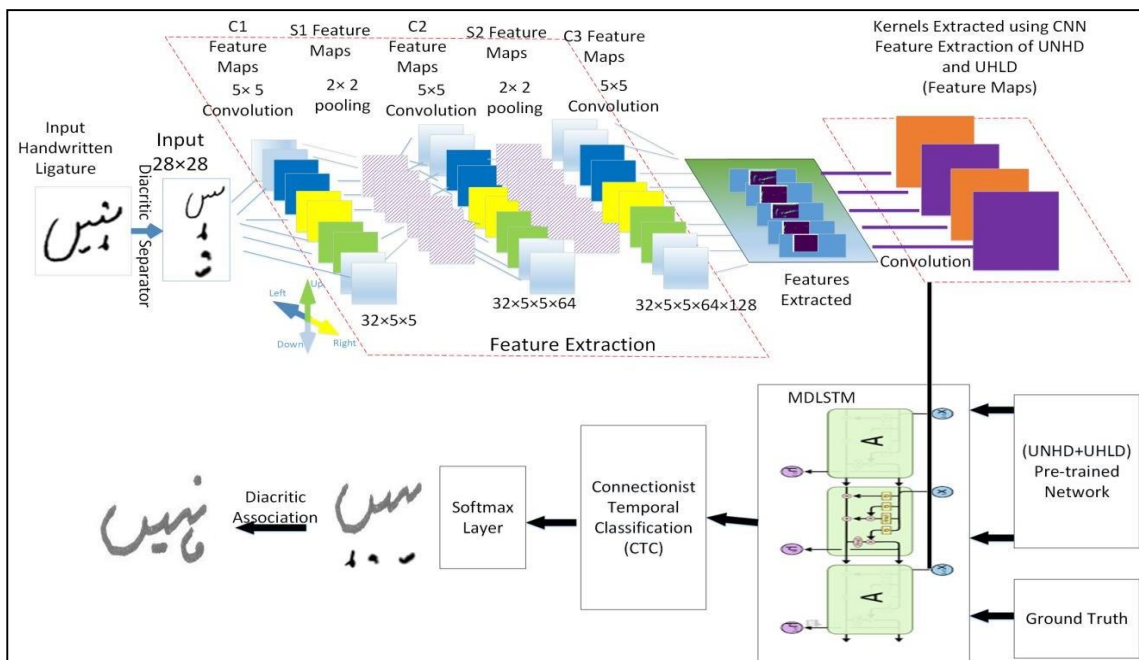 C1
Feature
Maps
5× 5
Convolution
S1 Feature
Maps
2× 2
pooling
C2
Feature
Maps
5×5
Convolution
S2 Feature
Maps
2× 2
pooling
C3 Feature
Maps
5×5
Convolution
Kernels Extracted using CNN
Feature Extraction of UNHD
and UHLD
(Feature Maps)
Input
Handwritten
Ligature
نہیں
Diacritic
Separator
Input
28×28
Up
Left
Down
Right
32×5×5
32×5×5×64
32×5×5×64×128
Feature Extraction
Features
Extracted
Convolution
MDLSTM
A
A
(UNHD+UHLD)
Pre-trained
Network
Ground Truth
Connectionist
Temporal
Classification
(CTC)
Softmax
Layer
Diacritic
Association
نہیں